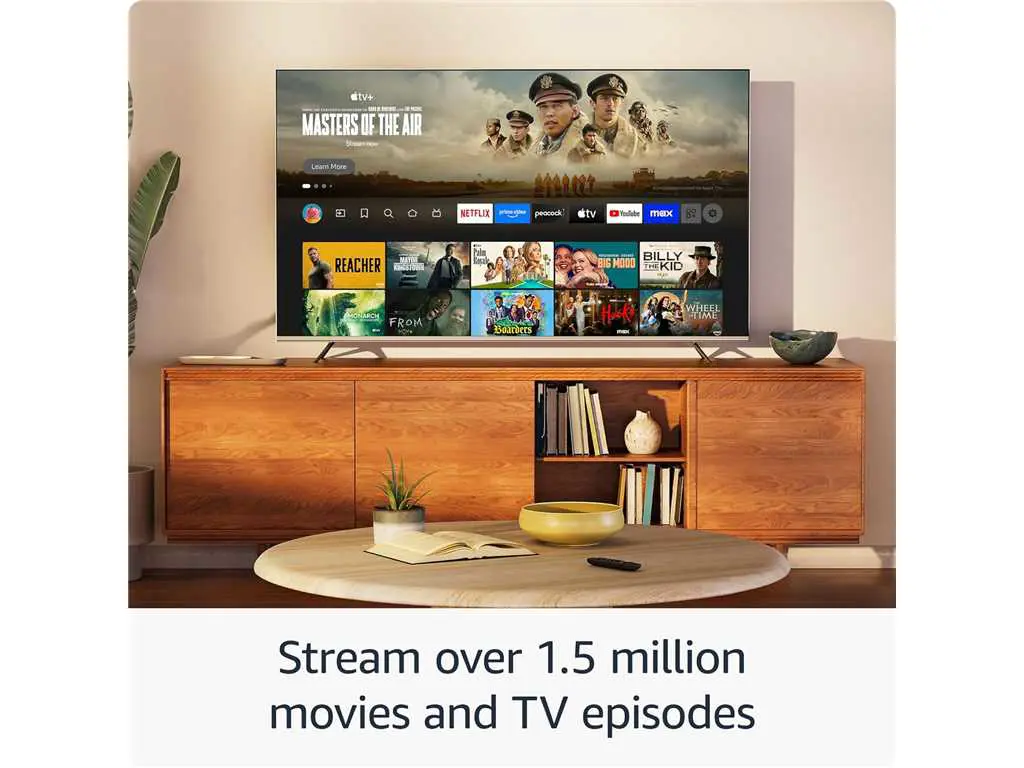 tv+
MASTERS OF THE AIR
Stream now
Learn More
NETFLIX
prime video
peacock
tv
YouTube
max
REACHER
MAYOR
KINGSTOWN
Palm
Royale
BIG MOOD
BILLY
THE KID
MONARCH
FROM
Boarders
Hacks
max
THE
WHEEL
OF TIME
Stream over 1.5 million
movies and TV episodes